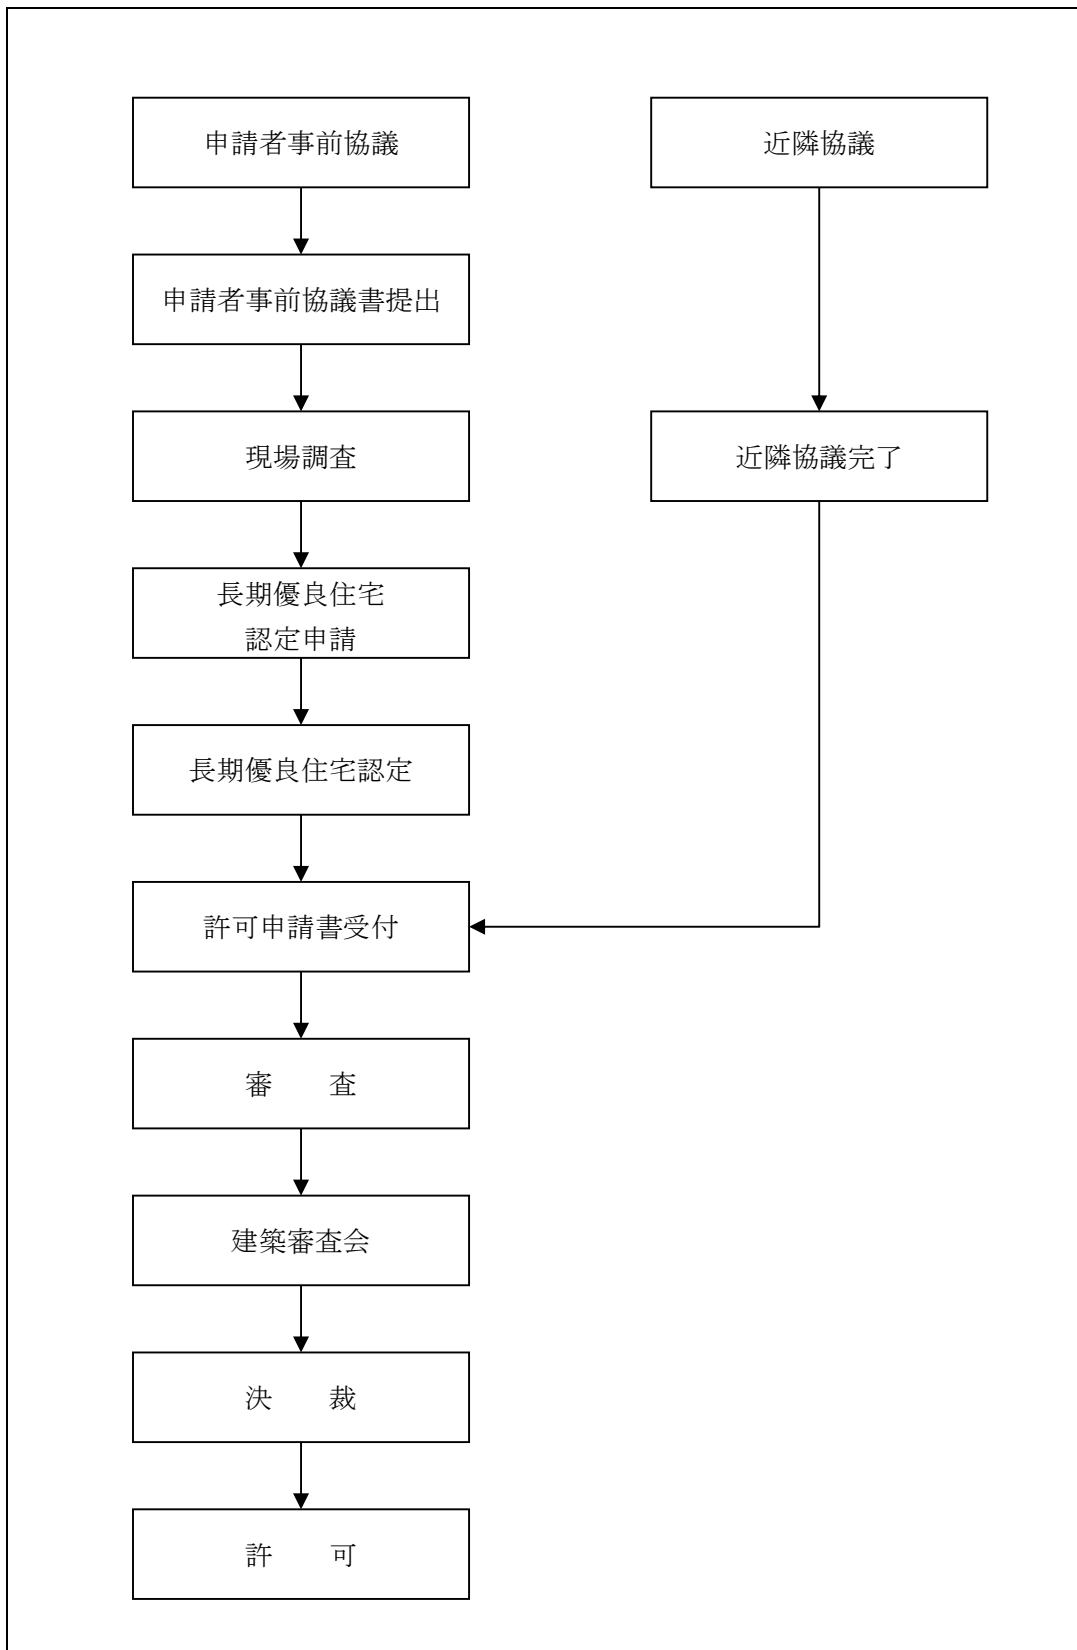 申請者事前協議
近隣協議
申請者事前協議書提出
現場調査
近隣協議完了
長期優良住宅
認定申請
長期優良住宅認定
許可申請書受付
審　　査
建築審査会
決　　裁
許　　可